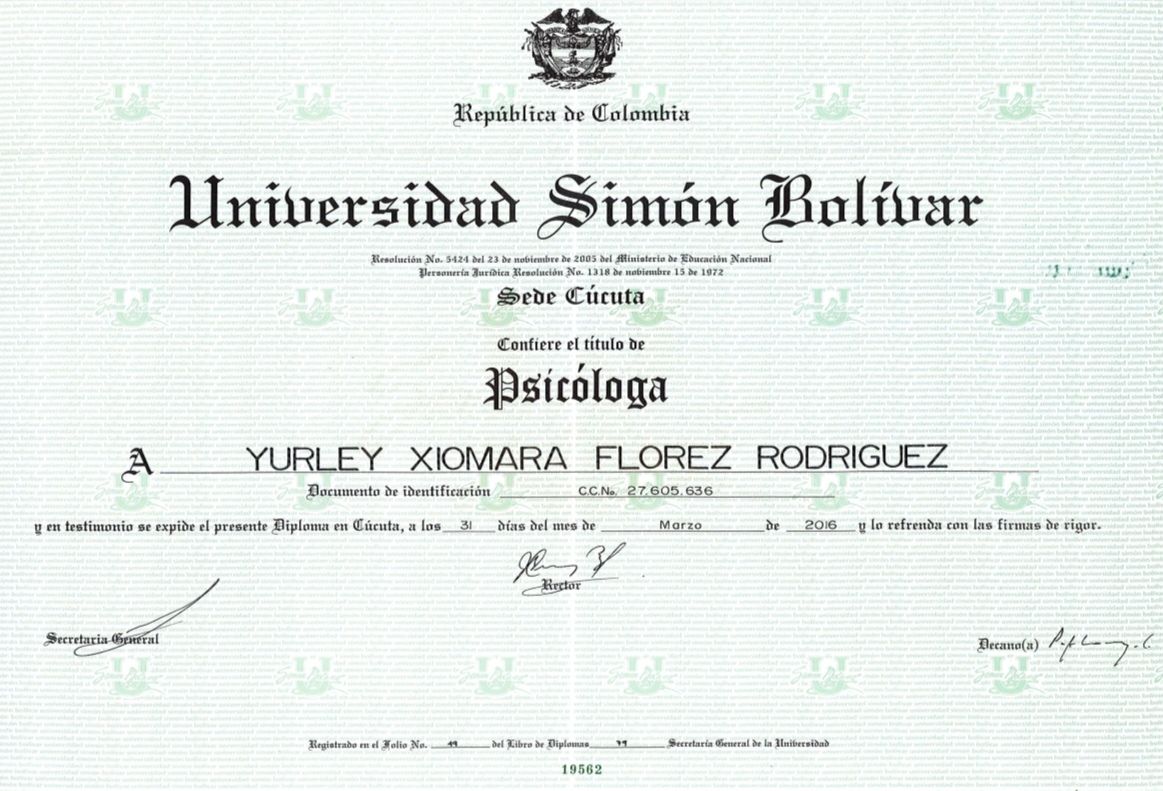 República de Colombia
Universidad Simón Bolívar
Resolución No. 5424 del 23 de nobiembre de 2005 del Ministerio de Educación Nacional
Personería Jurídica Resolución No. 1318 de nobiembre 15 de 1972
Sede Cúcuta
Confiere el título de
Psicóloga
A YURLEY XIOMARA FLOREZ RODRIGUEZ
Documento de identificación C.C.No. 27.605.636
y en testimonio se expide el presente Diploma en Cúcuta, a los 31 días del mes de Marzo de 2016 y lo refrenda con las firmas de rigor.
Rector
Secretaria General
Decano(a)
Registrado en el Folio No. del Libro de Diplomas Secretaría General de la Universidad
19562